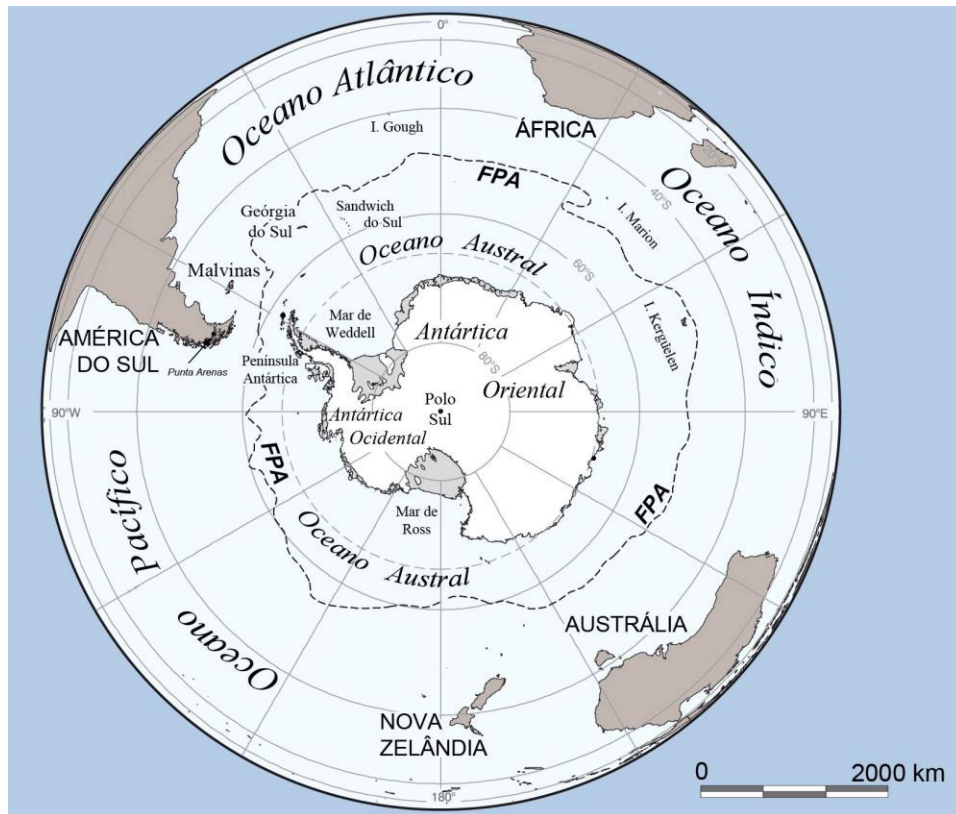 0°
Oceano Atlântico
I. Gough
ÁFRICA
FPA
20°S
Oceano
Índico
40°S
Geórgia
do Sul
Sandwich
do Sul
I. Marion
Oceano Austral
60°S
Malvinas
Mar de
Weddell
I. Kergüelen
Antártica
Oriental
80°S
AMÉRICA
DO SUL
Punta Arenas
Península
Antártica
Polo
Sul
90°W
90°E
Antártica
Ocidental
FPA
FPA
Mar de
Ross
Pacífico
Oceano
Oceano Austral
AUSTRÁLIA
NOVA
ZELÂNDIA
180°
0 2000 km